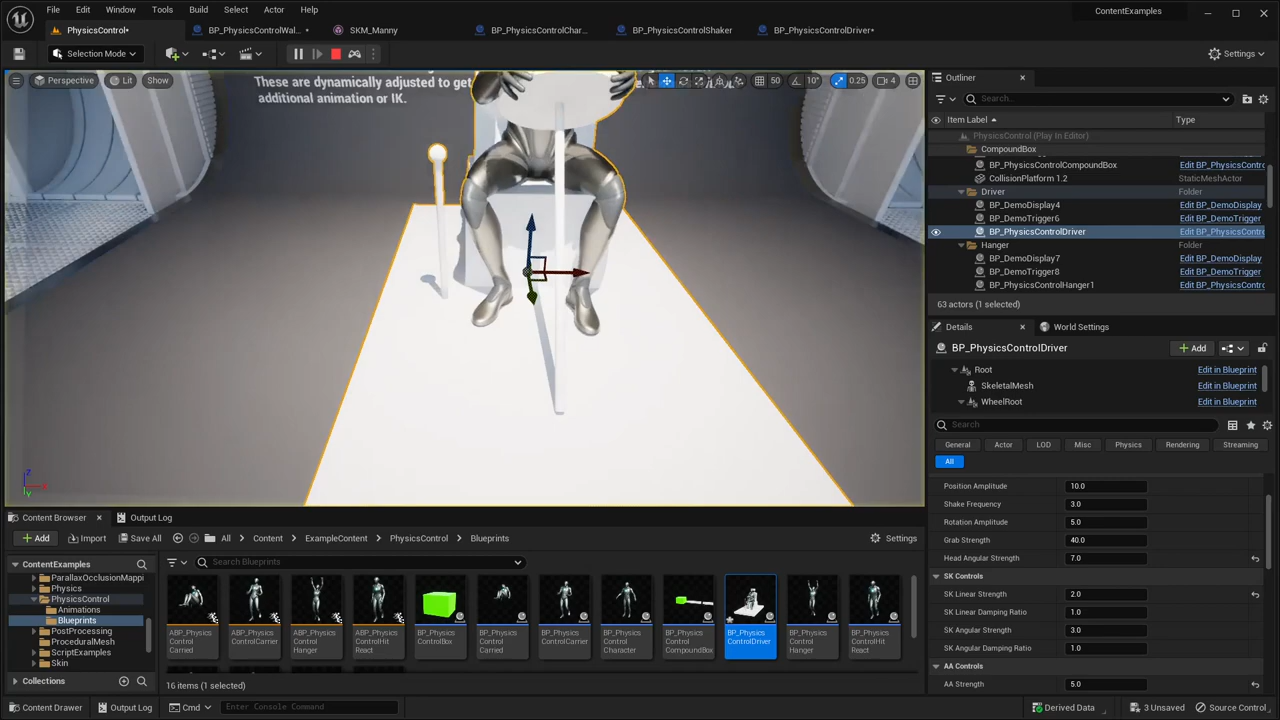 File Edit Window Tools Build Select Actor Help
ContentExamples
PhysicsControl•
BP_PhysicsControlWal... •
SKM_Manny
BP_PhysicsControlChar...
BP_PhysicsControlShaker
BP_PhysicsControlDriver•
Selection Mode
Settings
Perspective Lit Show
50 10° 0.25 4
These are dynamically adjusted to get
additional animation or IK.
Outliner
Search...
Item Label Type
PhysicsControl (Play In Editor)
CompoundBox
BP_PhysicsControlCompoundBox Edit BP_PhysicsContro
CollisionPlatform 1.2 StaticMeshActor
Driver Folder
BP_DemoDisplay4 Edit BP_DemoDisplay
BP_DemoTrigger6 Edit BP_DemoTrigger
BP_PhysicsControlDriver Edit BP_PhysicsContro
Hanger Folder
BP_DemoDisplay7 Edit BP_DemoDisplay
BP_DemoTrigger8 Edit BP_DemoTrigger
BP_PhysicsControlHanger1 Edit BP_PhysicsContro
63 actors (1 selected)
Details
World Settings
BP_PhysicsControlDriver
Add
Root Edit in Blueprint
SkeletalMesh Edit in Blueprint
WheelRoot Edit in Blueprint
Search
General Actor LOD Misc Physics Rendering Streaming
All
Position Amplitude 10.0
Shake Frequency 3.0
Rotation Amplitude 5.0
Grab Strength 40.0
Head Angular Strength 7.0
SK Controls
SK Linear Strength 2.0
SK Linear Damping Ratio 1.0
SK Angular Strength 3.0
SK Angular Damping Ratio 1.0
AA Controls
AA Strength 5.0
Z
X
Y
Content Browser
Output Log
Add Import Save All All Content ExampleContent PhysicsControl Blueprints Settings
ContentExamples
ParallaxOcclusionMappi
Physics
PhysicsControl
Animations
Blueprints
PostProcessing
ProceduralMesh
ScriptExamples
Skin
Collections
Search Blueprints
ABP_Physics
Control
Carried
ABP_Physics
ControlCarrier
ABP_Physics
Control
Hanger
ABP_Physics
ControlHit
React
BP_Physics
ControlBox
BP_Physics
Control
Carried
BP_Physics
ControlCarrier
BP_Physics
Control
Character
BP_Physics
Control
CompoundBox
BP_Physics
ControlDriver
BP_Physics
Control
Hanger
BP_Physics
ControlHit
React
16 items (1 selected)
Content Drawer
Output Log
Cmd
Enter Console Command
Derived Data
3 Unsaved
Source Control